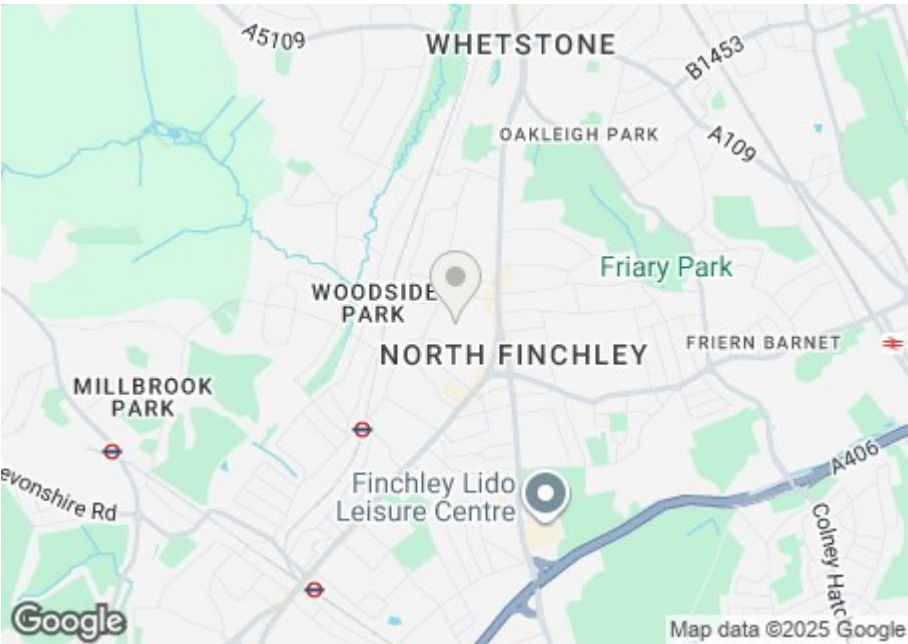 A5109
WHETSTONE
B1453
OAKLEIGH PARK
A109
Friary Park
WOODSIDE
PARK
NORTH FINCHLEY
FRIERN BARNET
MILLBROOK
PARK
evonshire Rd
Finchley Lido
Leisure Centre
A406
Colney Hatc
Google
Map data ©2025 Google